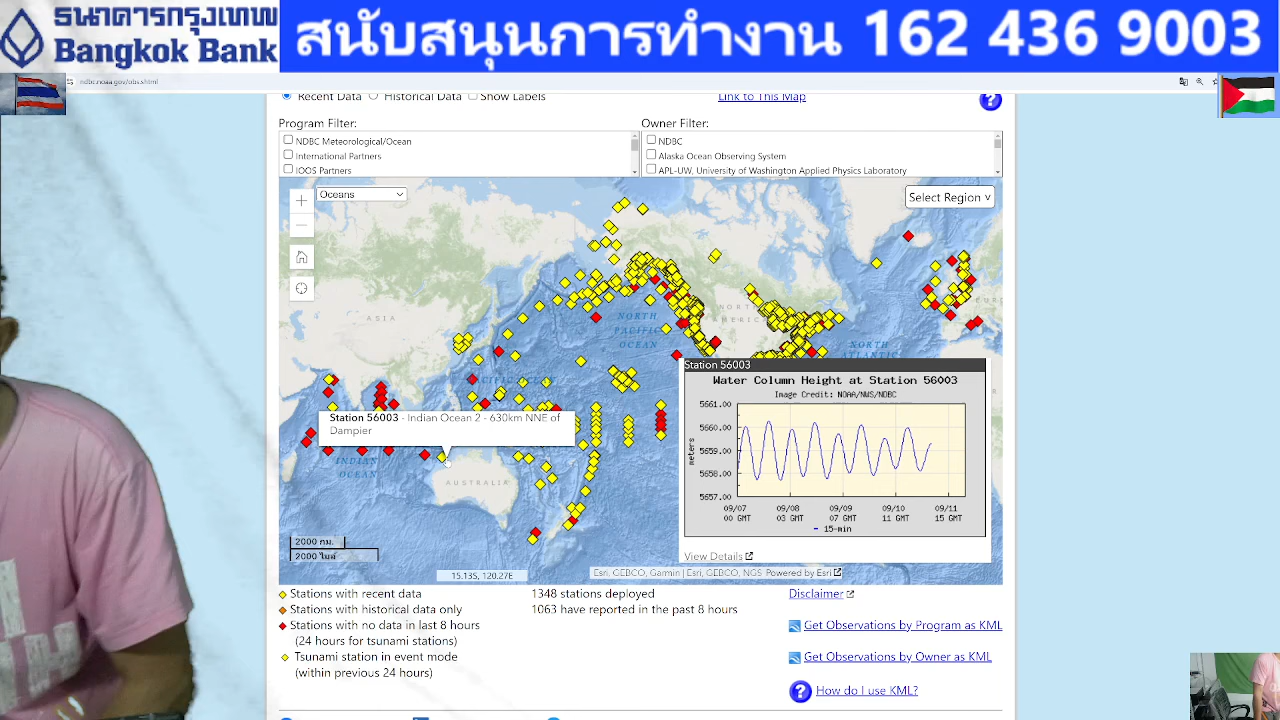 ธนาคารกรุงเทพ
Bangkok Bank
สนับสนุนการทำงาน 162 436 9003
ndbc.noaa.gov/obs.shtml
Recent Data Historical Data Show Labels
Link to This Map
?
Program Filter:
Owner Filter:
NDBC Meteorological/Ocean
International Partners
IOOS Partners
NDBC
Alaska Ocean Observing System
APL-UW, University of Washington Applied Physics Laboratory
Oceans
Select Region
ASIA
NORTH
PACIFIC
OCEAN
NORTH
AMERICA
NORTH
ATLANTIC
Station 56003 - Indian Ocean 2 - 630km NNE of
Dampier
INDIAN
OCEAN
AUSTRALIA
Station 56003
Water Column Height at Station 56003
Image Credit: NOAA/NWS/NDBC
meters
5661.00
5660.00
5659.00
5658.00
5657.00
09/07 09/08 09/09 09/10 09/11
00 GMT 03 GMT 07 GMT 11 GMT 15 GMT
15-min
View Details
2000 กม.
2000 ไมล์
15.13S, 120.27E
Esri, GEBCO, Garmin | Esri, GEBCO, NGS Powered by Esri
Stations with recent data
Stations with historical data only
Stations with no data in last 8 hours
(24 hours for tsunami stations)
Tsunami station in event mode
(within previous 24 hours)
1348 stations deployed
1063 have reported in the past 8 hours
Disclaimer
Get Observations by Program as KML
Get Observations by Owner as KML
? How do I use KML?